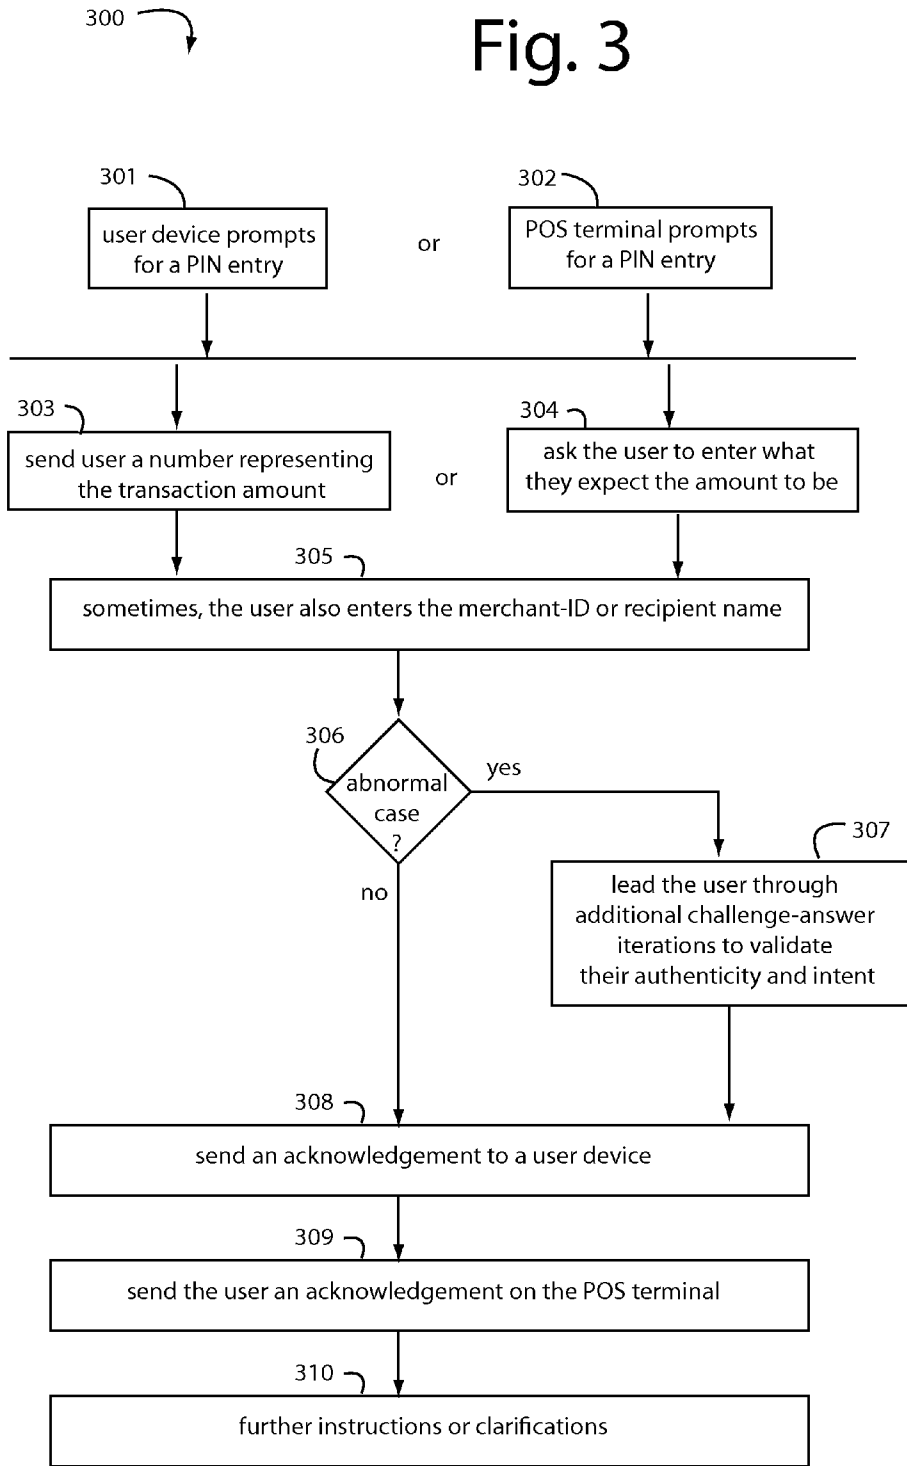 300
Fig. 3
301
302
user device prompts
for a PIN entry
or
POS terminal prompts
for a PIN entry
303
304
send user a number representing
the transaction amount
or
ask the user to enter what
they expect the amount to be
305
sometimes, the user also enters the merchant-ID or recipient name
306
abnormal
case
?
yes
no
307
lead the user through
additional challenge-answer
iterations to validate
their authenticity and intent
308
send an acknowledgement to a user device
309
send the user an acknowledgement on the POS terminal
310
further instructions or clarifications